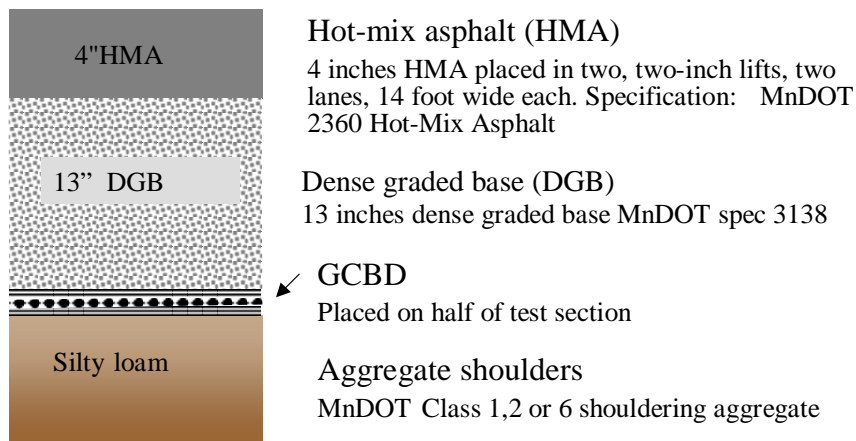 4"HMA
13” DGB
Silty loam
Hot-mix asphalt (HMA)
4 inches HMA placed in two, two-inch lifts, two
lanes, 14 foot wide each. Specification: MnDOT
2360 Hot-Mix Asphalt
Dense graded base (DGB)
13 inches dense graded base MnDOT spec 3138
GCBD
Placed on half of test section
Aggregate shoulders
MnDOT Class 1,2 or 6 shouldering aggregate